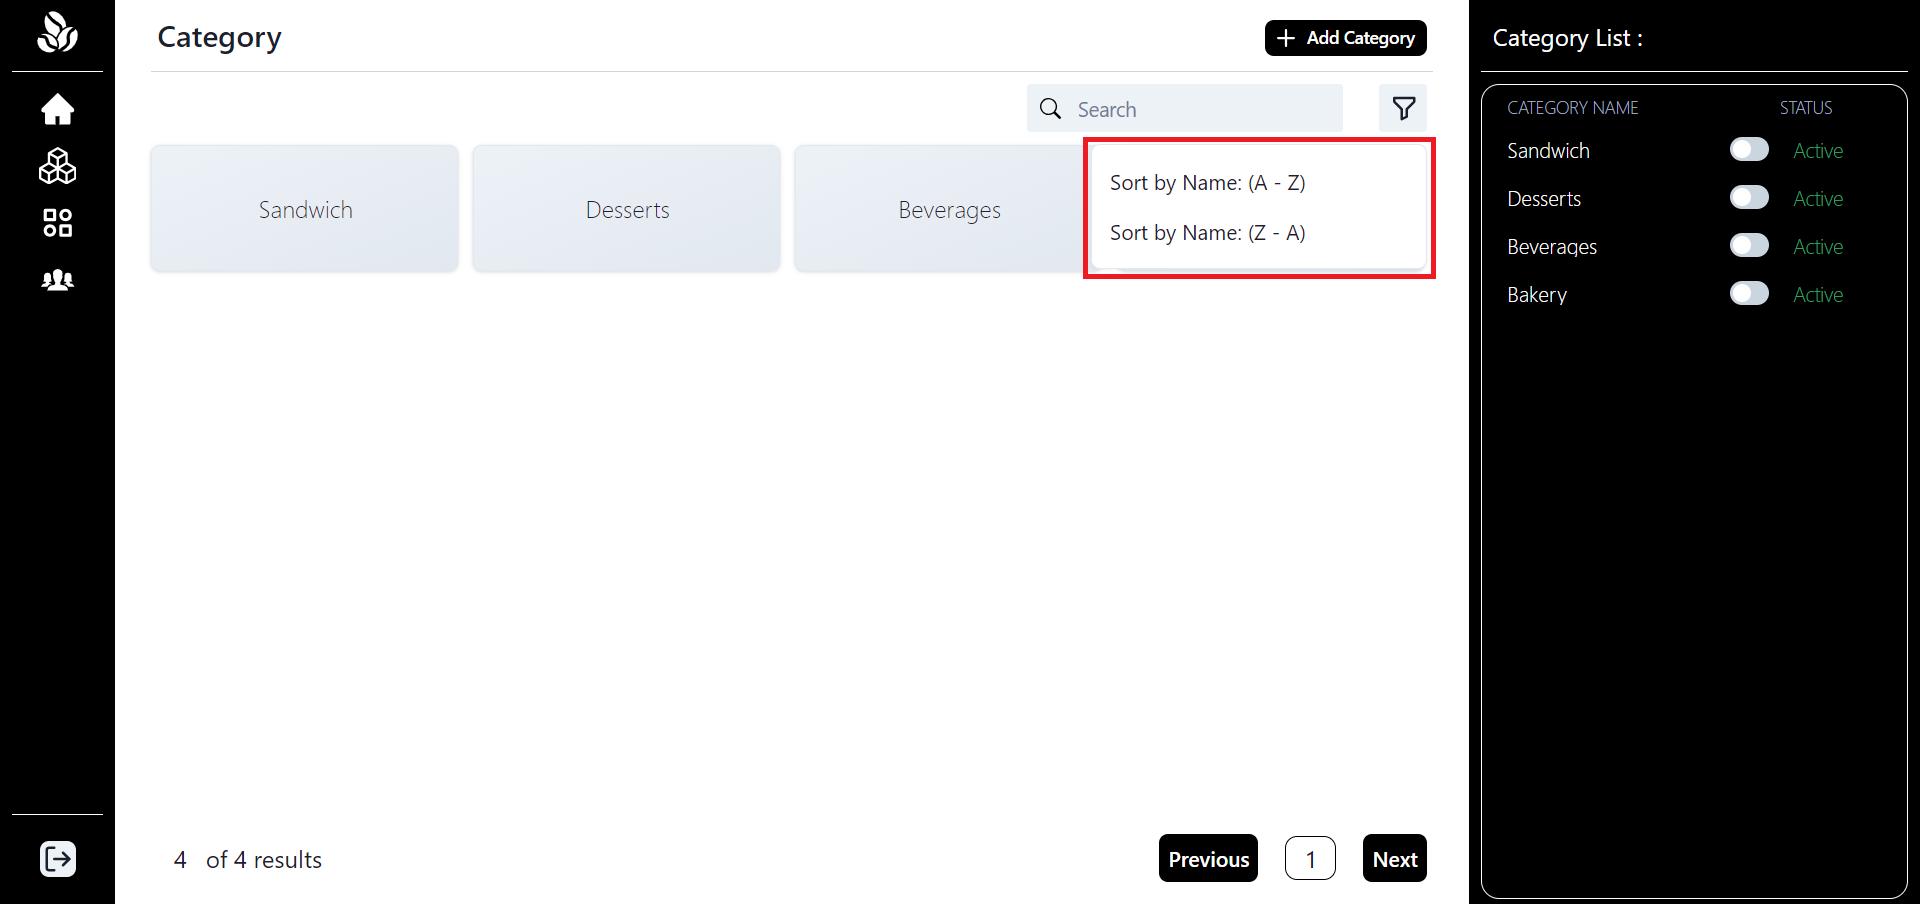 Category
Add Category
Search
Sandwich
Desserts
Beverages
Sort by Name: (A - Z)
Sort by Name: (Z - A)
4 of 4 results
Previous
1
Next
Category List :
CATEGORY NAME STATUS
Sandwich Active
Desserts Active
Beverages Active
Bakery Active